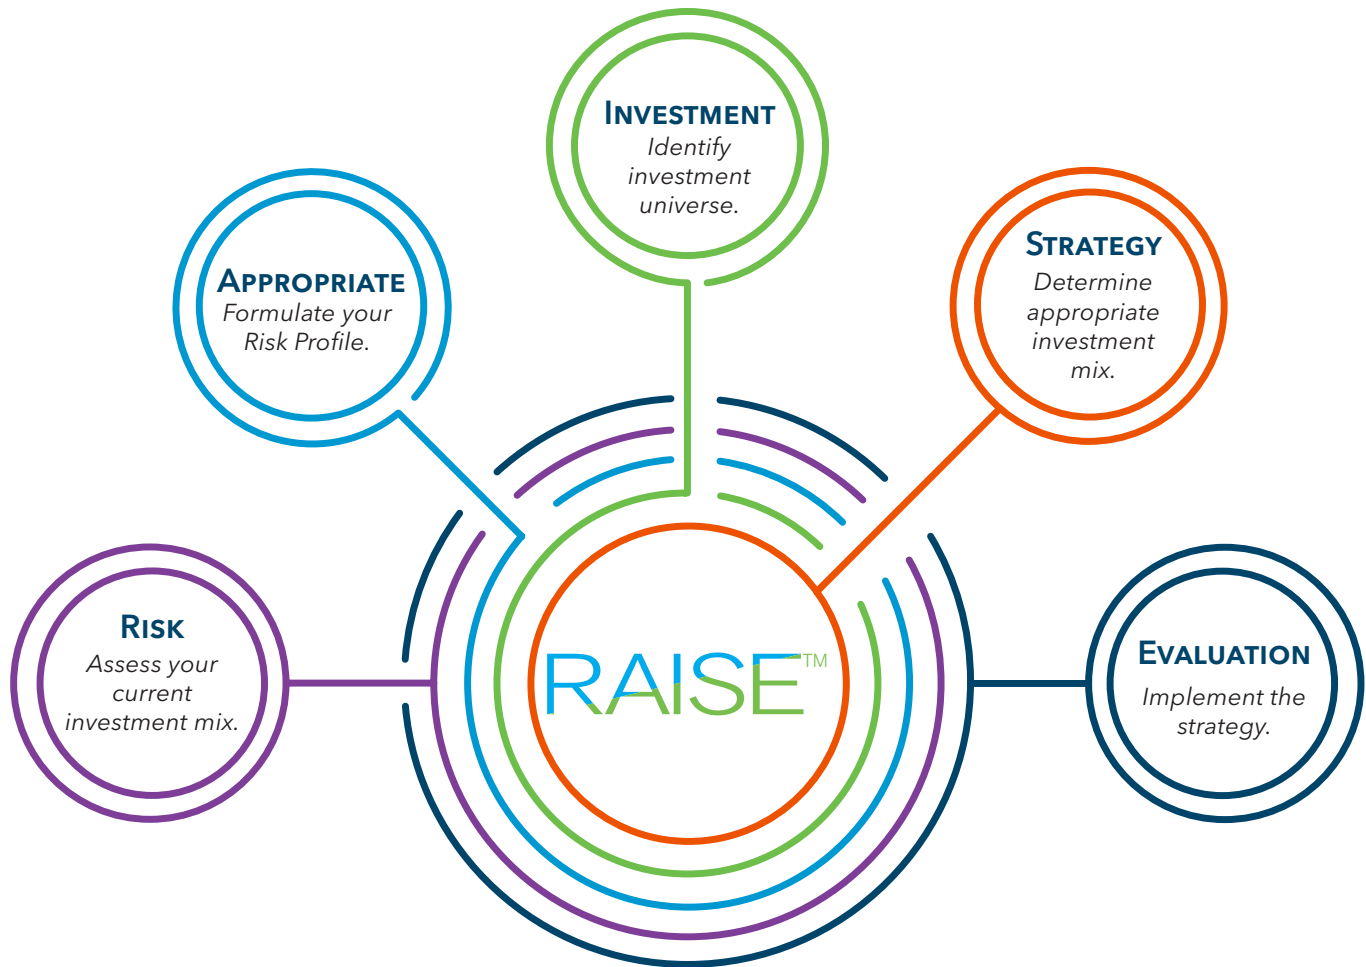 INVESTMENT
Identify
investment
universe.
STRATEGY
Determine
appropriate
investment
mix.
APPROPRIATE
Formulate your
Risk Profile.
RISK
Assess your
current
investment mix.
RAISE™
EVALUATION
Implement the
strategy.